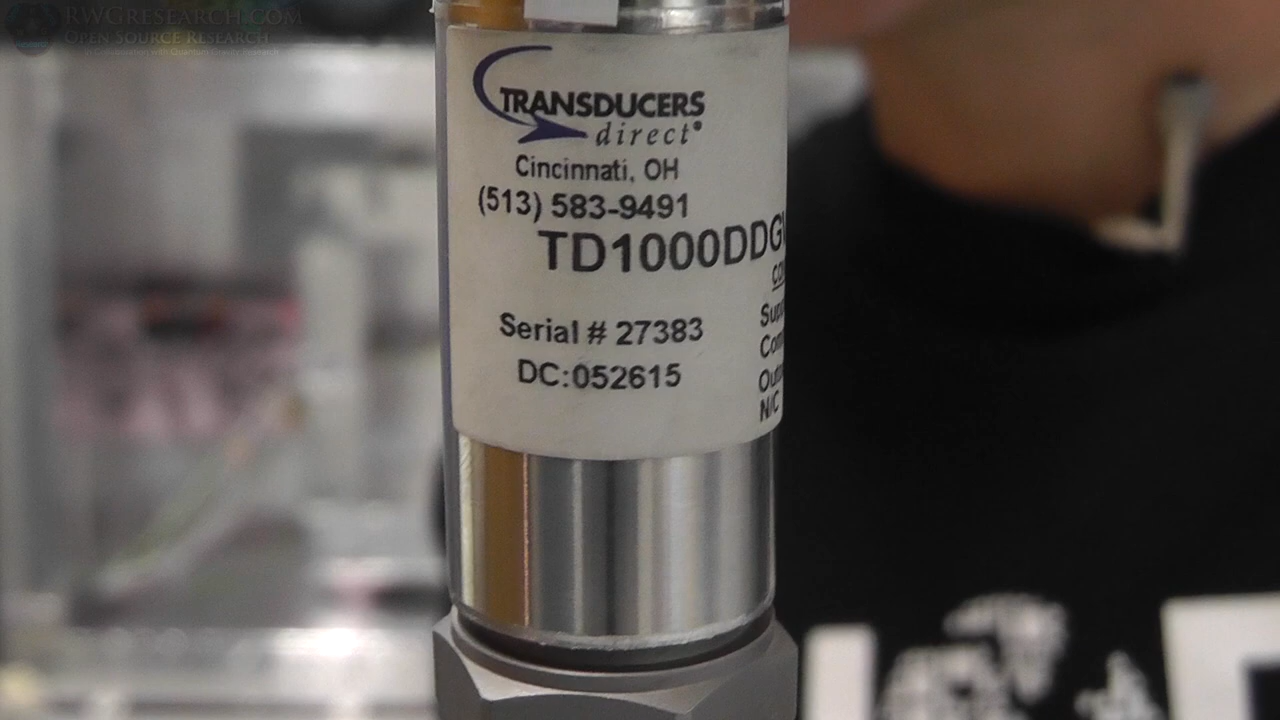 RWGRESEARCH.COM
OPEN SOURCE RESEARCH
TRANSDUCERS
direct®
Cincinnati, OH
(513) 583-9491
TD1000DDG
Serial # 27383
DC:052615
N/C